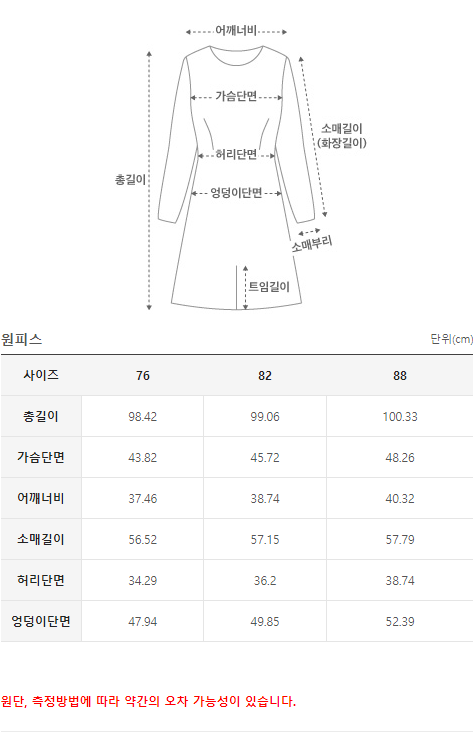 어깨너비
가슴단면
소매길이
(화장길이)
허리단면
총길이
엉덩이단면
소매부리
트임길이
원피스 단위(cm)
사이즈 76 82 88
총길이 98.42 99.06 100.33
가슴단면 43.82 45.72 48.26
어깨너비 37.46 38.74 40.32
소매길이 56.52 57.15 57.79
허리단면 34.29 36.2 38.74
엉덩이단면 47.94 49.85 52.39
원단, 측정방법에 따라 약간의 오차 가능성이 있습니다.